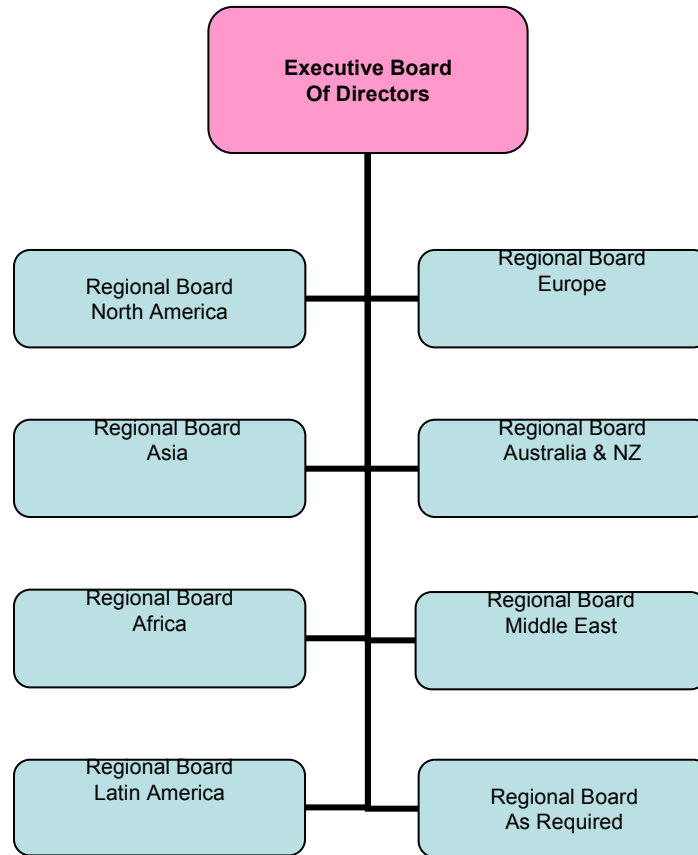 Executive Board
Of Directors
Regional Board
North America
Regional Board
Europe
Regional Board
Asia
Regional Board
Australia & NZ
Regional Board
Africa
Regional Board
Middle East
Regional Board
Latin America
Regional Board
As Required